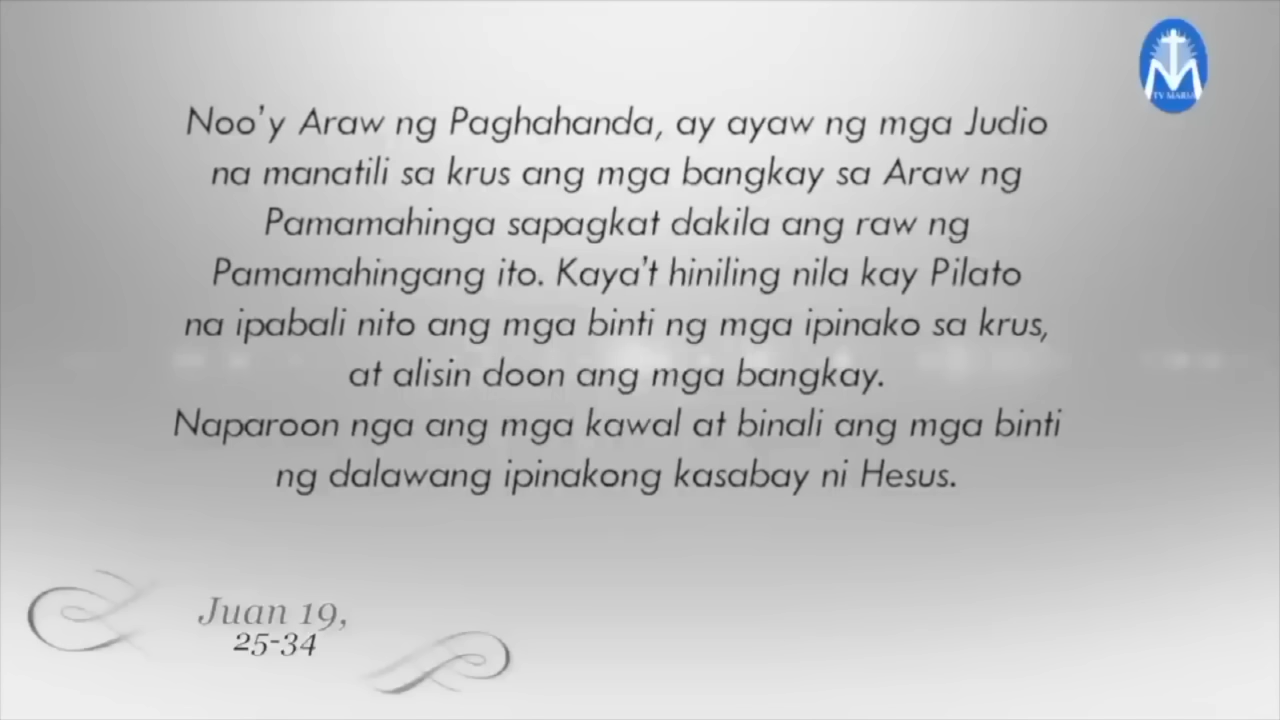 Noo'y Araw ng Paghahanda, ay ayaw ng mga Judio
na manatili sa krus ang mga bangkay sa Araw ng
Pamamahinga sapagkat dakila ang raw ng
Pamamahingang ito. Kaya't hiniling nila kay Pilato
na ipabali nito ang mga binti ng mga ipinako sa krus,
at alisin doon ang mga bangkay.
Naparoon nga ang mga kawal at binali ang mga binti
ng dalawang ipinakong kasabay ni Hesus.
Juan 19,
25-34
TV MARIA